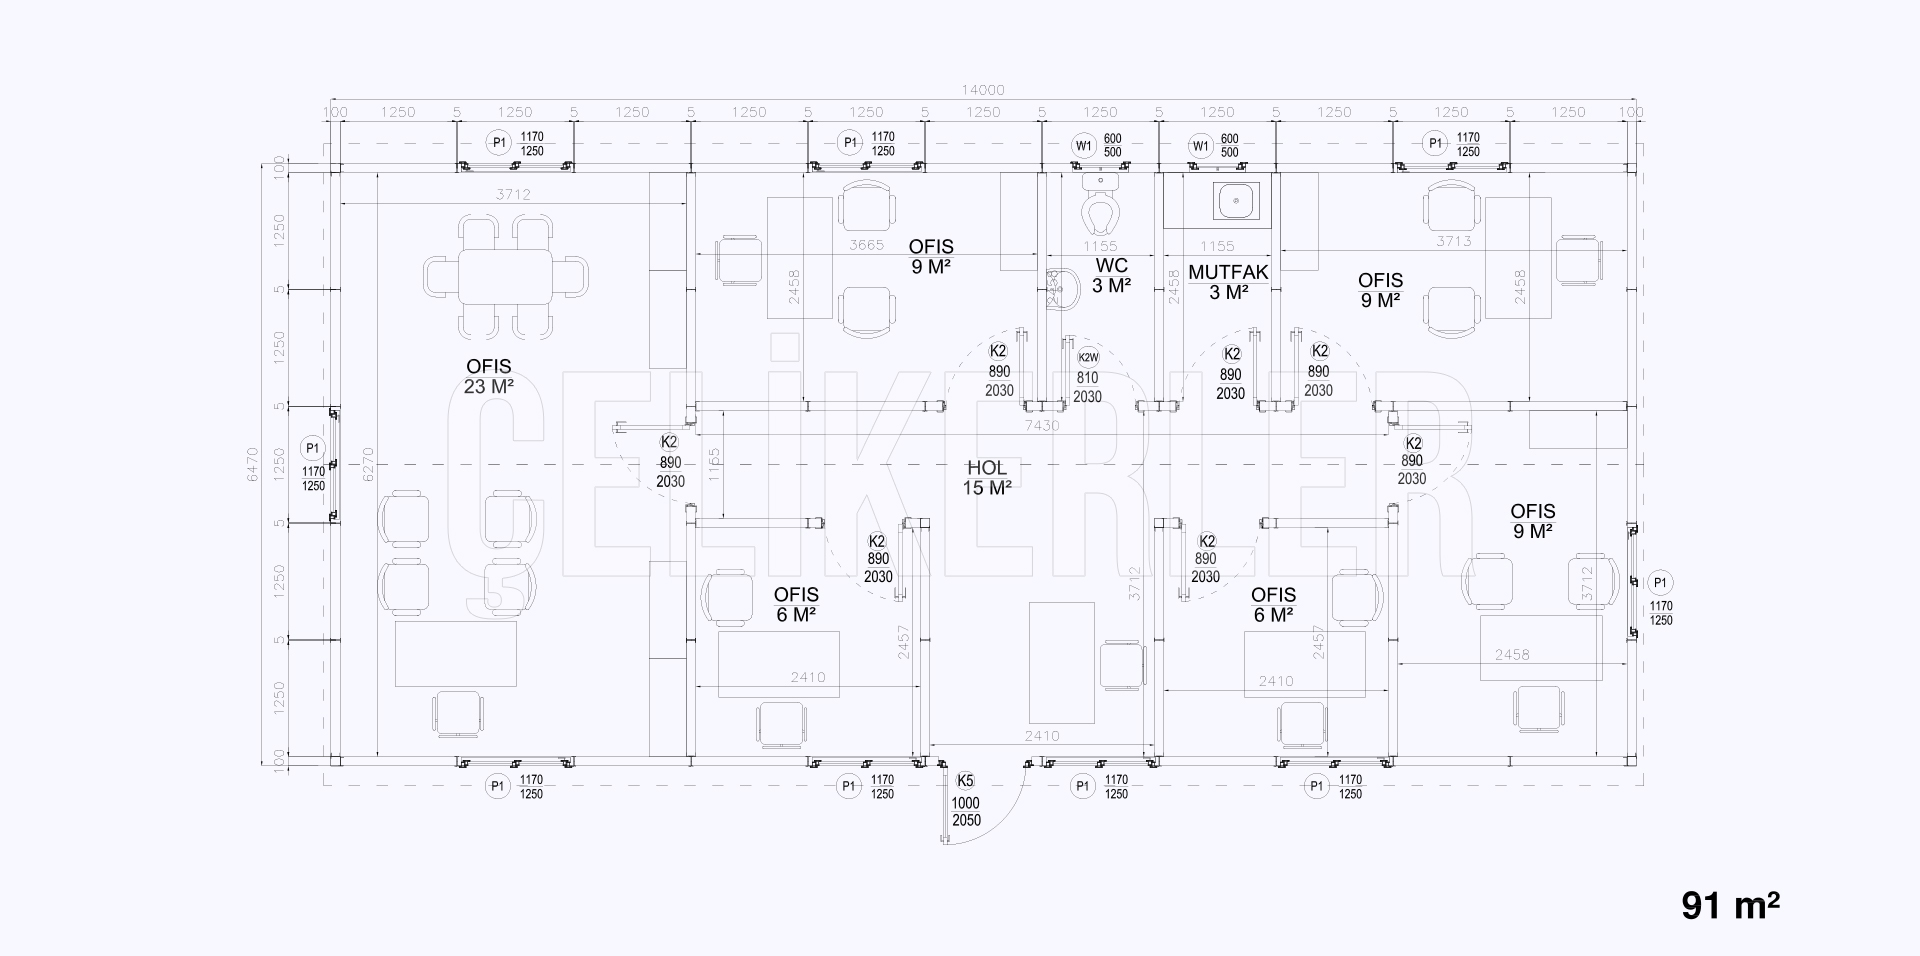 14000
100 1250 5 1250 5 1250 5 1250 5 1250 5 1250 5 1250 5 1250 5 1250 5 1250 5 1250 100
P1 1170 1250
P1 1170 1250
W1 600 500
W1 600 500
P1 1170 1250
100
1250
5
1250
5
1250
5
1250
5
1250
100
6470
6270
3712
OFIS
23 M²
P1
1170
1250
3665
2458
OFIS
9 M²
1155
2458
WC
3 M²
1155
2458
MUTFAK
3 M²
3713
2458
OFIS
9 M²
K2
890
2030
K2W
810
2030
K2
890
2030
K2
890
2030
7430
K2
890
2030
1155
HOL
15 M²
K2
890
2030
ÇELİKERLER
OFIS
9 M²
K2
890
2030
K2
890
2030
OFIS
6 M²
2457
2410
3712
2410
OFIS
6 M²
2457
2410
3712
2458
P1
1170
1250
P1 1170 1250
P1 1170 1250
K5
1000
2050
P1 1170 1250
P1 1170 1250
91 m²